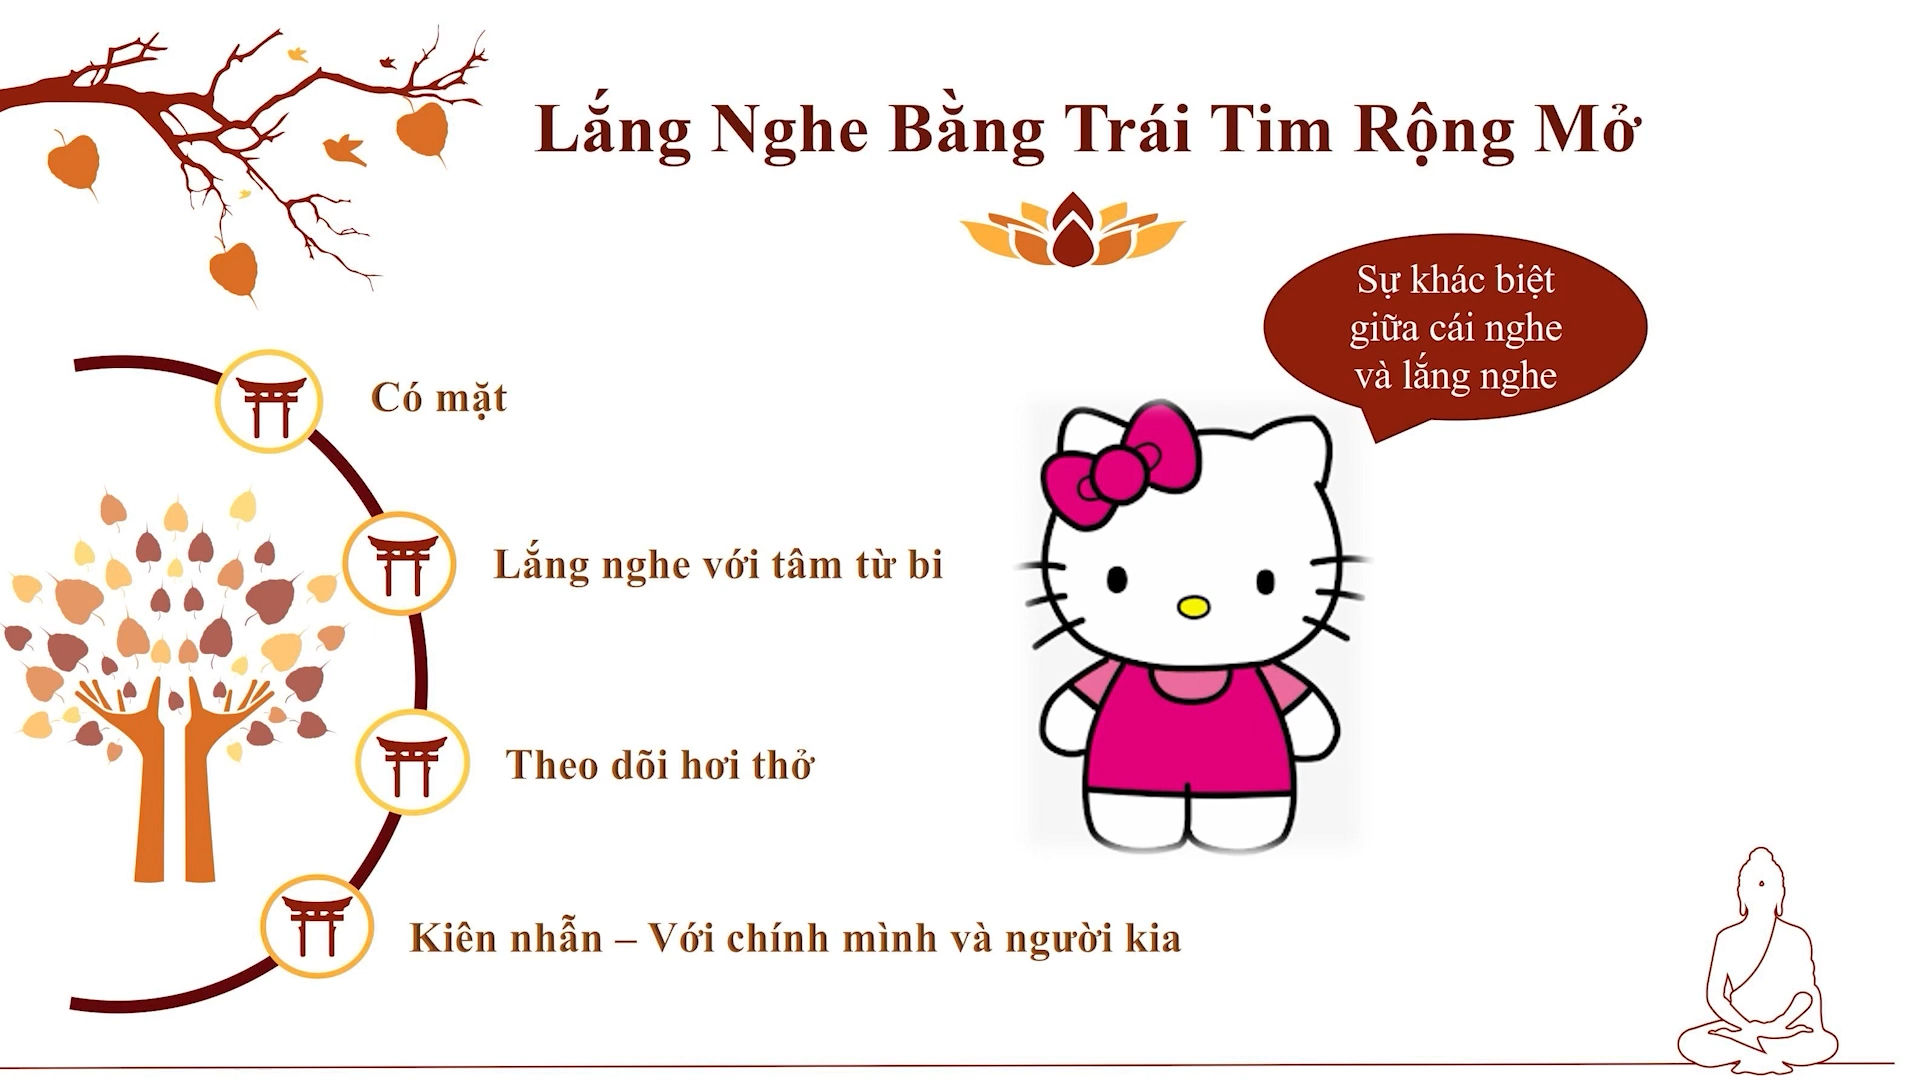 Lắng Nghe Bằng Trái Tim Rộng Mở
Sự khác biệt
giữa cái nghe
và lắng nghe
Có mặt
Lắng nghe với tâm từ bi
Theo dõi hơi thở
Kiên nhẫn – Với chính mình và người kia